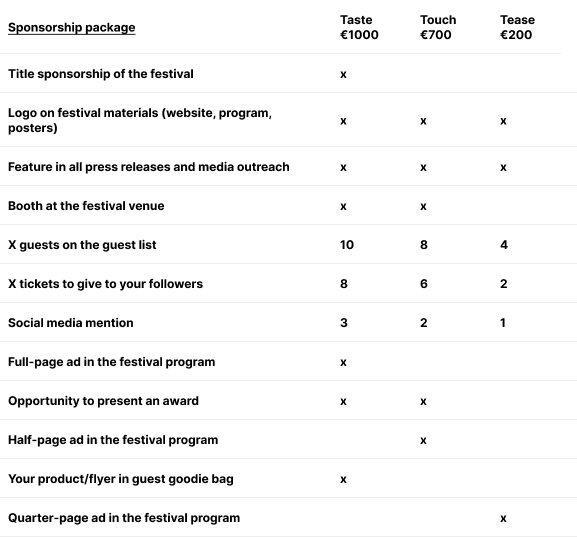 Sponsorship package Taste €1000 Touch €700 Tease €200
Title sponsorship of the festival x
Logo on festival materials (website, program, posters) x x x
Feature in all press releases and media outreach x x x
Booth at the festival venue x x
X guests on the guest list 10 8 4
X tickets to give to your followers 8 6 2
Social media mention 3 2 1
Full-page ad in the festival program x
Opportunity to present an award x x
Half-page ad in the festival program x
Your product/flyer in guest goodie bag x
Quarter-page ad in the festival program x